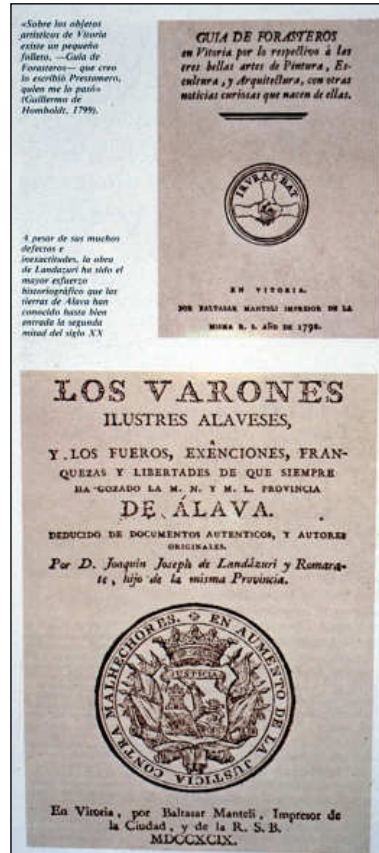 «Sobre los objetos
artísticos de Vitoria
existe un pequeño
folleto, —Guía de
Forasteros— que creo
lo escribió Prestamero,
quien me lo pasó»
(Guillermo de
Homboldt, 1799).
GUIA DE FORASTEROS
en Vitoria por lo respectivo á las
tres bellas artes de Pintura, Es-
cultura, y Arquitectura, con otras
noticias curiosas que nacen de ellas.
IRURAC BAT
EN VITORIA.
POR BALTASAR MANTELI IMPRESOR DE LA
MISMA R. S. AÑO DE 1792.
A pesar de sus muchos
defectos e
inexactitudes, la obra
de Landazuri ha sido el
mayor esfuerzo
historiográfico que las
tierras de Alava han
conocido hasta bien
entrada la segunda
mitad del siglo XX
LOS VARONES
ILUSTRES ALAVESES,
Y LOS FUEROS, EXENCIONES, FRAN-
QUEZAS Y LIBERTADES DE QUE SIEMPRE
HA GOZADO LA M. N. Y M. L. PROVINCIA
DE ÁLAVA.
DEDUCIDO DE DOCUMENTOS AUTENTICOS, Y AUTORES
ORIGINALES.
Por D. Joaquin Joseph de Landázuri y Romara-
te, hijo de la misma Provincia.
EN AUMENTO DE LA JUSTICIA CONTRA MALHECHORES.
JUSTICIA
En Vitoria, por Baltasar Manteli, Impresor de
la Ciudad, y de la R. S. B.
MDCCXCIX.